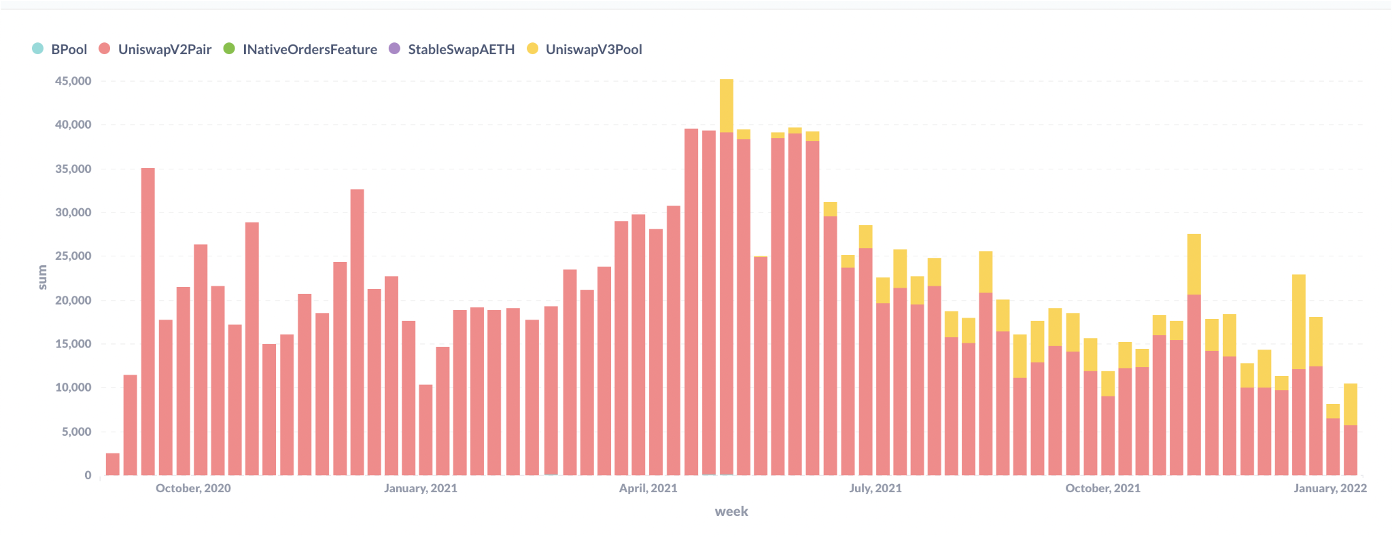 BPool UniswapV2Pair INativeOrdersFeature StableSwapAETH UniswapV3Pool
45,000
40,000
35,000
30,000
25,000
20,000
15,000
10,000
5,000
0
sum
October, 2020 January, 2021 April, 2021 July, 2021 October, 2021 January, 2022
week